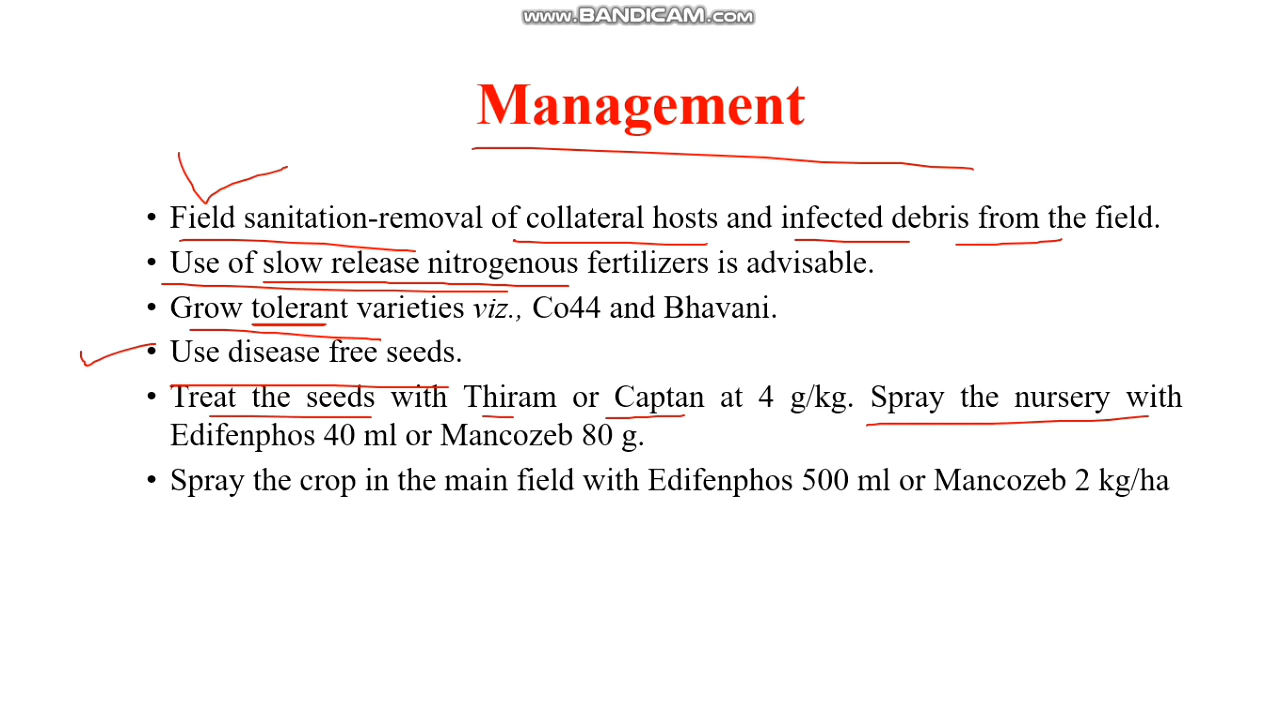 www.BANDICAM.com
Management
• Field sanitation-removal of collateral hosts and infected debris from the field.
• Use of slow release nitrogenous fertilizers is advisable.
• Grow tolerant varieties viz., Co44 and Bhavani.
• Use disease free seeds.
• Treat the seeds with Thiram or Captan at 4 g/kg. Spray the nursery with
Edifenphos 40 ml or Mancozeb 80 g.
• Spray the crop in the main field with Edifenphos 500 ml or Mancozeb 2 kg/ha